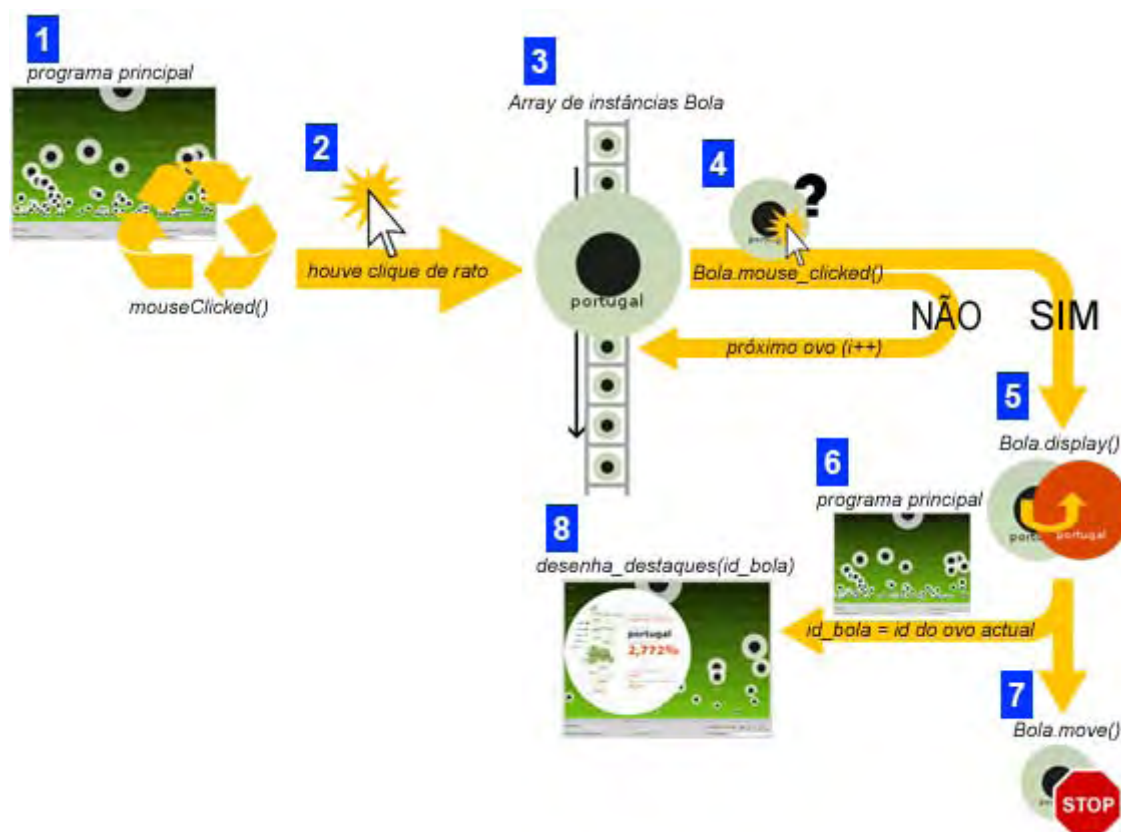 1
programa principal
mouseClicked()
2
houve clique de rato
3
Array de instâncias Bola
portugal
4
Bola.mouse_clicked()
?
NÃO
SIM
próximo ovo (i++)
5
Bola.display()
portugal
6
programa principal
id_bola = id do ovo actual
7
Bola.move()
STOP
8
desenha_destaques(id_bola)
portugal
2,772%